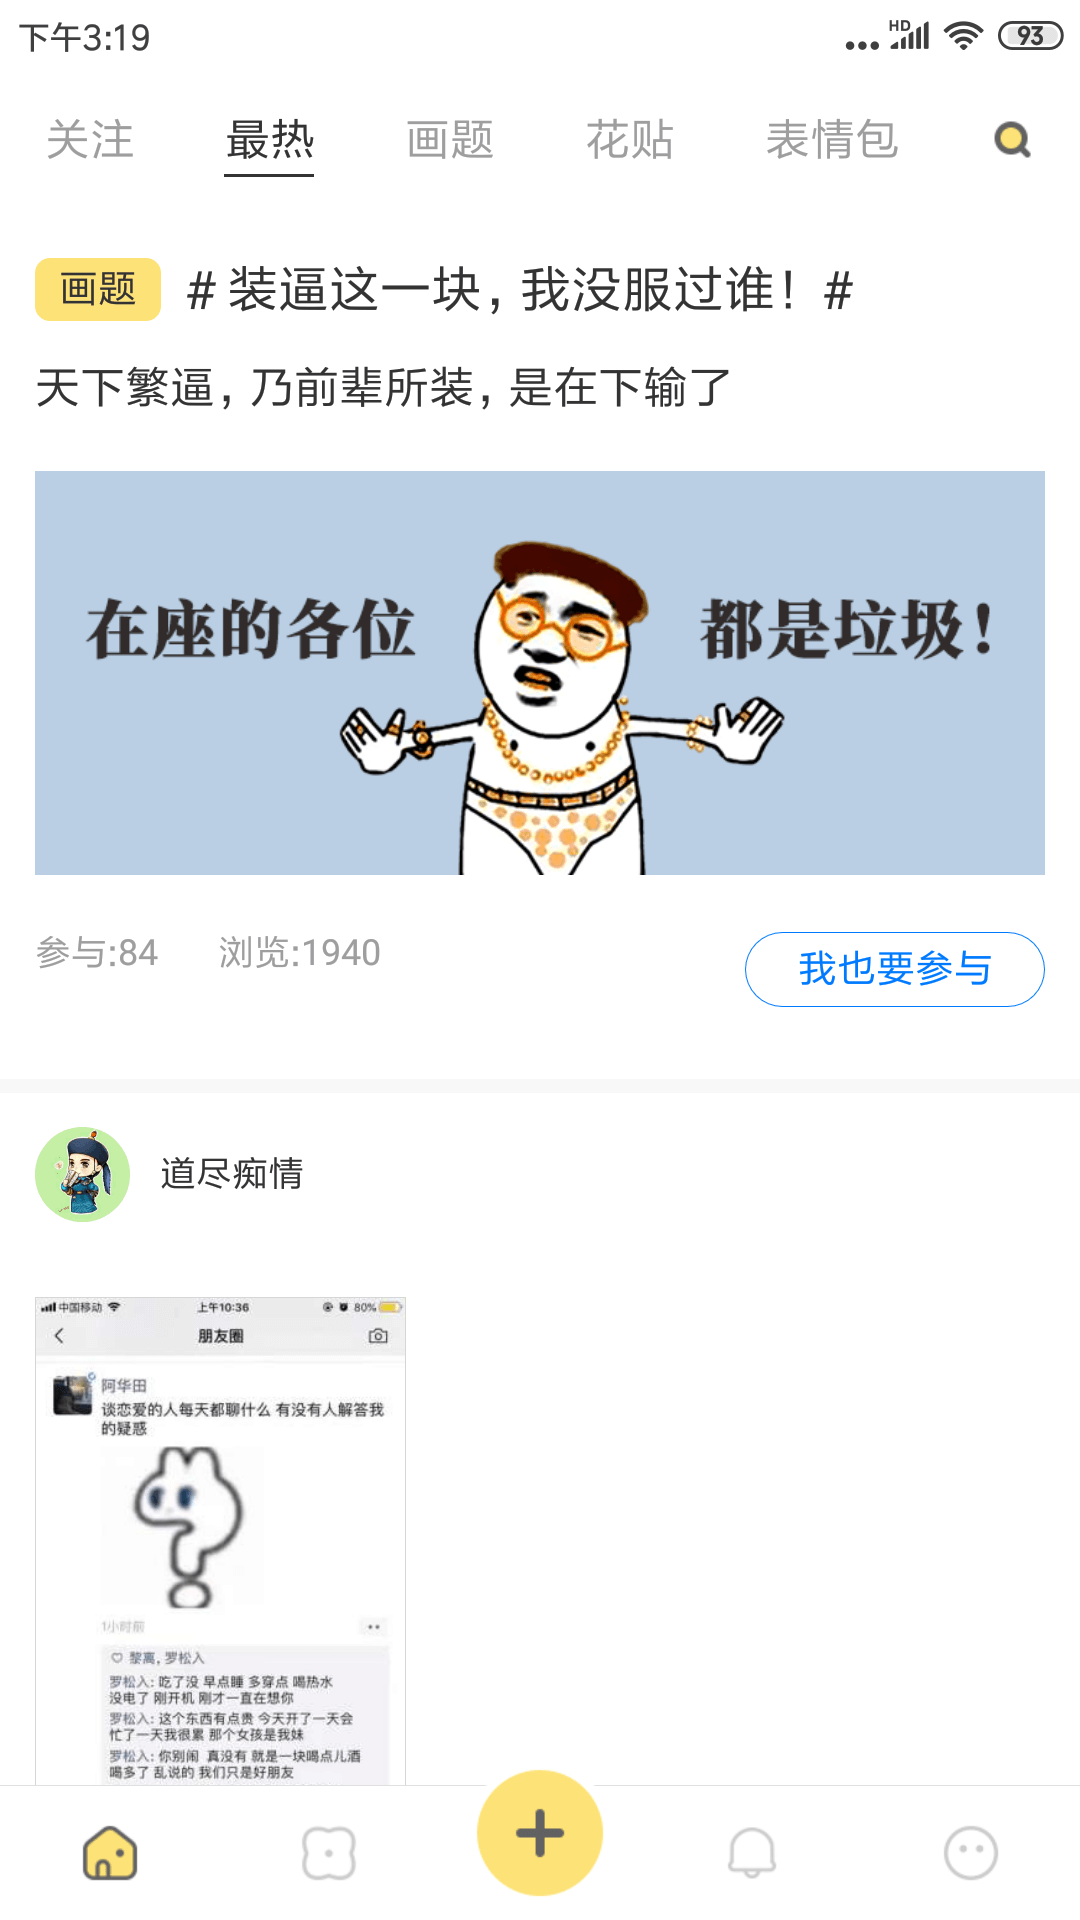 下午3:19
HD
93
关注 最热 画题 花贴 表情包
画题 #装逼这一块，我没服过谁！#
天下繁逼，乃前辈所装，是在下输了
在座的各位 都是垃圾！
参与:84 浏览:1940 我也要参与
道尽痴情
中国移动 上午10:36 80%
朋友圈
阿华田
谈恋爱的人每天都聊什么 有没有人解答我
的疑惑
1小时前
黎离, 罗松入
罗松入: 吃了没 早点睡 多穿点 喝热水
没电了 刚开机 刚才一直在想你
罗松入: 这个东西有点贵 今天开了一天会
忙了一天我很累 那个女孩是我妹
罗松入: 你别闹 真没有 就是一块喝点儿酒
喝多了 乱说的 我们只是好朋友